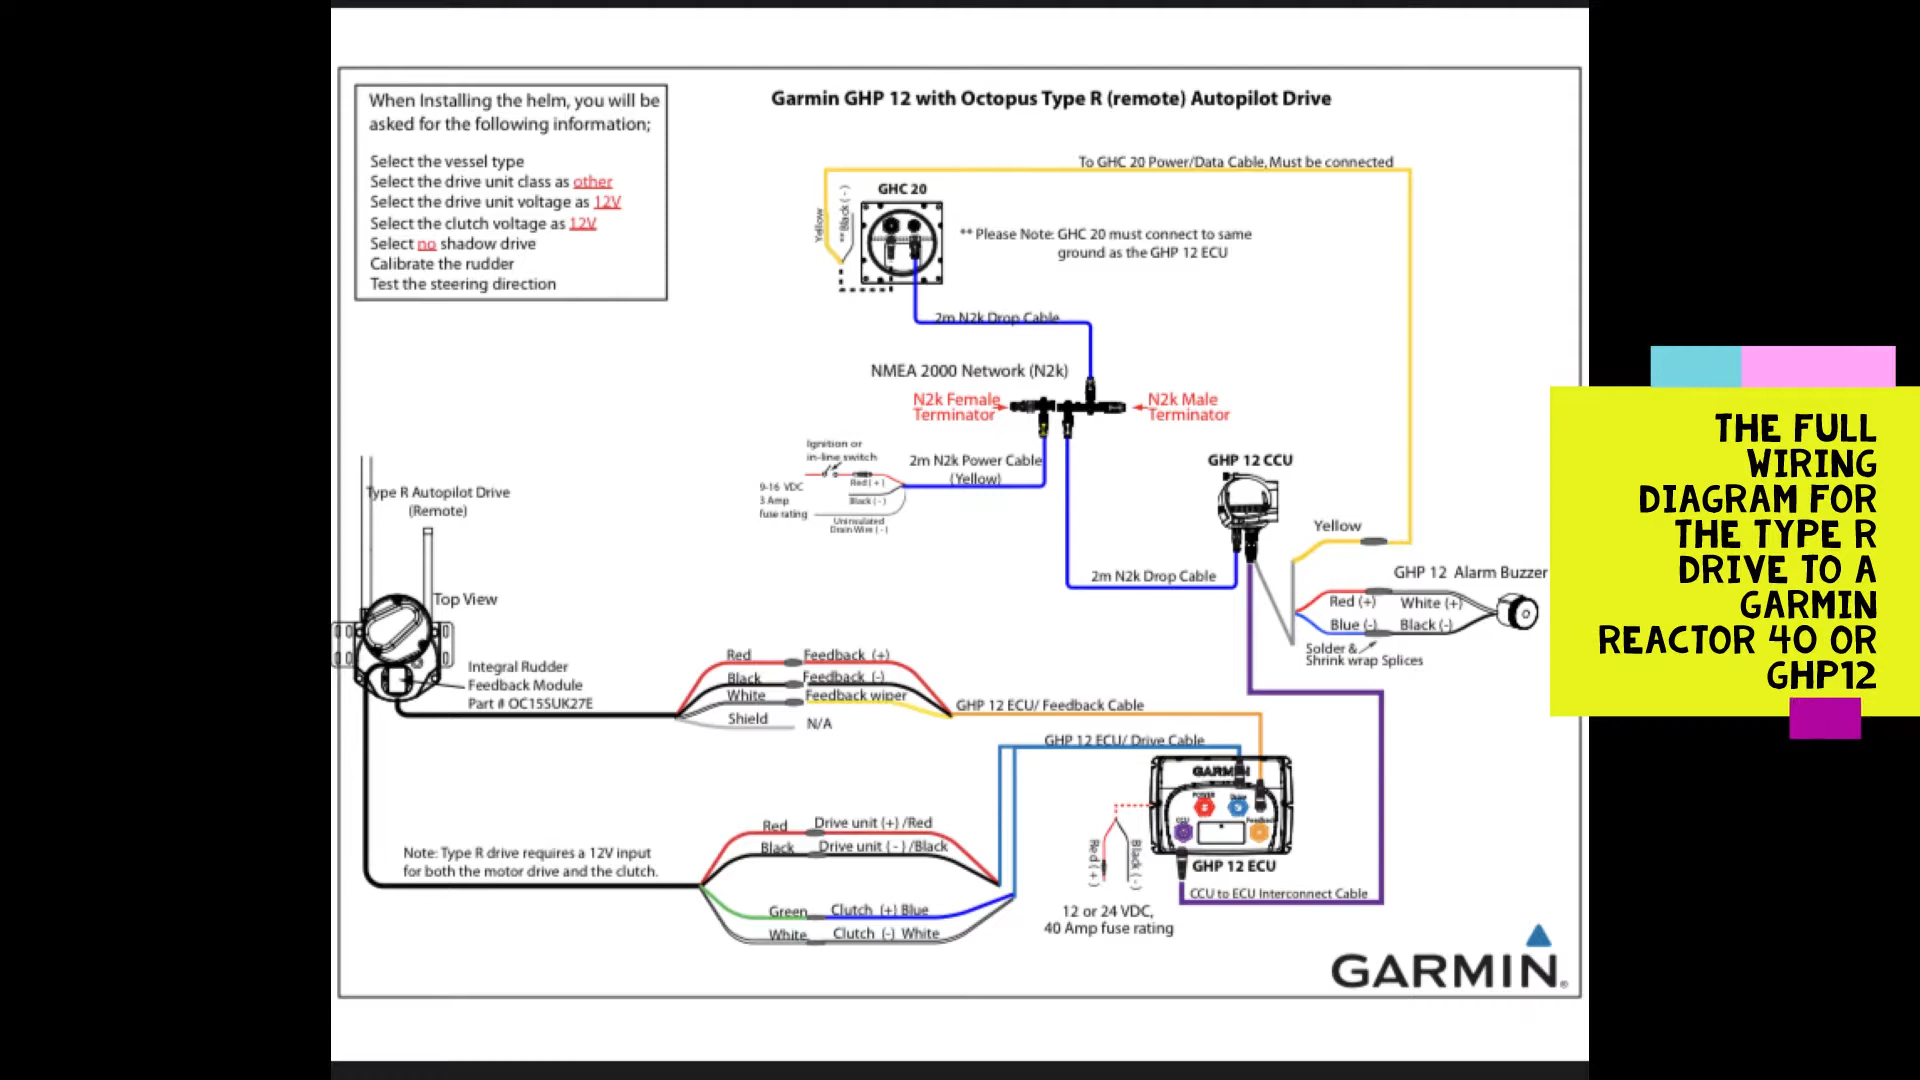 Garmin GHP 12 with Octopus Type R (remote) Autopilot Drive
When Installing the helm, you will be
asked for the following information;
Select the vessel type
Select the drive unit class as other
Select the drive unit voltage as 12V
Select the clutch voltage as 12V
Select no shadow drive
Calibrate the rudder
Test the steering direction
To GHC 20 Power/Data Cable, Must be connected
GHC 20
Yellow
** Black ( - )
** Please Note: GHC 20 must connect to same
ground as the GHP 12 ECU
2m N2k Drop Cable
NMEA 2000 Network (N2k)
N2k Female
Terminator
N2k Male
Terminator
Ignition or
in-line switch
2m N2k Power Cable
(Yellow)
9-16 VDC
3 Amp
fuse rating
Red ( + )
Black ( - )
Uninsulated
Drain Wire ( - )
GHP 12 CCU
Yellow
2m N2k Drop Cable
GHP 12 Alarm Buzzer
Red (+)
White (+)
Blue (-)
Black (-)
Solder &
Shrink wrap Splices
Type R Autopilot Drive
(Remote)
Top View
Integral Rudder
Feedback Module
Part # OC15SUK27E
Red
Feedback (+)
Black
Feedback (-)
White
Feedback wiper
Shield
N/A
GHP 12 ECU/ Feedback Cable
GHP 12 ECU/ Drive Cable
GARMIN
POWER
Drive
CCU
Feedback
GHP 12 ECU
Red ( + )
Black ( - )
CCU to ECU Interconnect Cable
12 or 24 VDC,
40 Amp fuse rating
Note: Type R drive requires a 12V input
for both the motor drive and the clutch.
Red
Drive unit (+) /Red
Black
Drive unit ( - ) /Black
Green
Clutch (+) Blue
White
Clutch (-) White
GARMIN®
THE FULL
WIRING
DIAGRAM FOR
THE TYPE R
DRIVE TO A
GARMIN
REACTOR 40 OR
GHP12